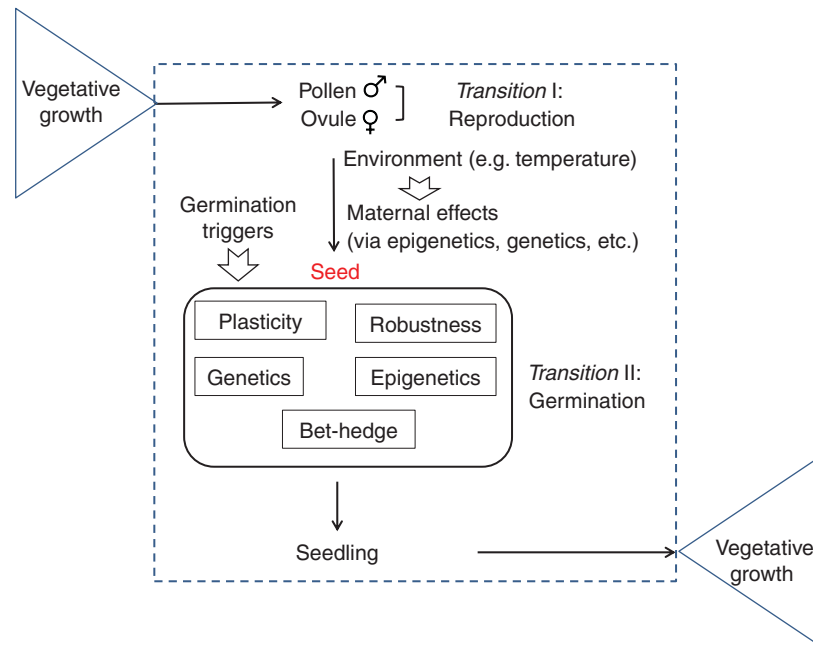 Vegetative
growth
Pollen ♂
Ovule ♀
Transition I:
Reproduction
Environment (e.g. temperature)
Maternal effects
(via epigenetics, genetics, etc.)
Germination
triggers
Seed
Plasticity
Robustness
Genetics
Epigenetics
Bet-hedge
Transition II:
Germination
Seedling
Vegetative
growth